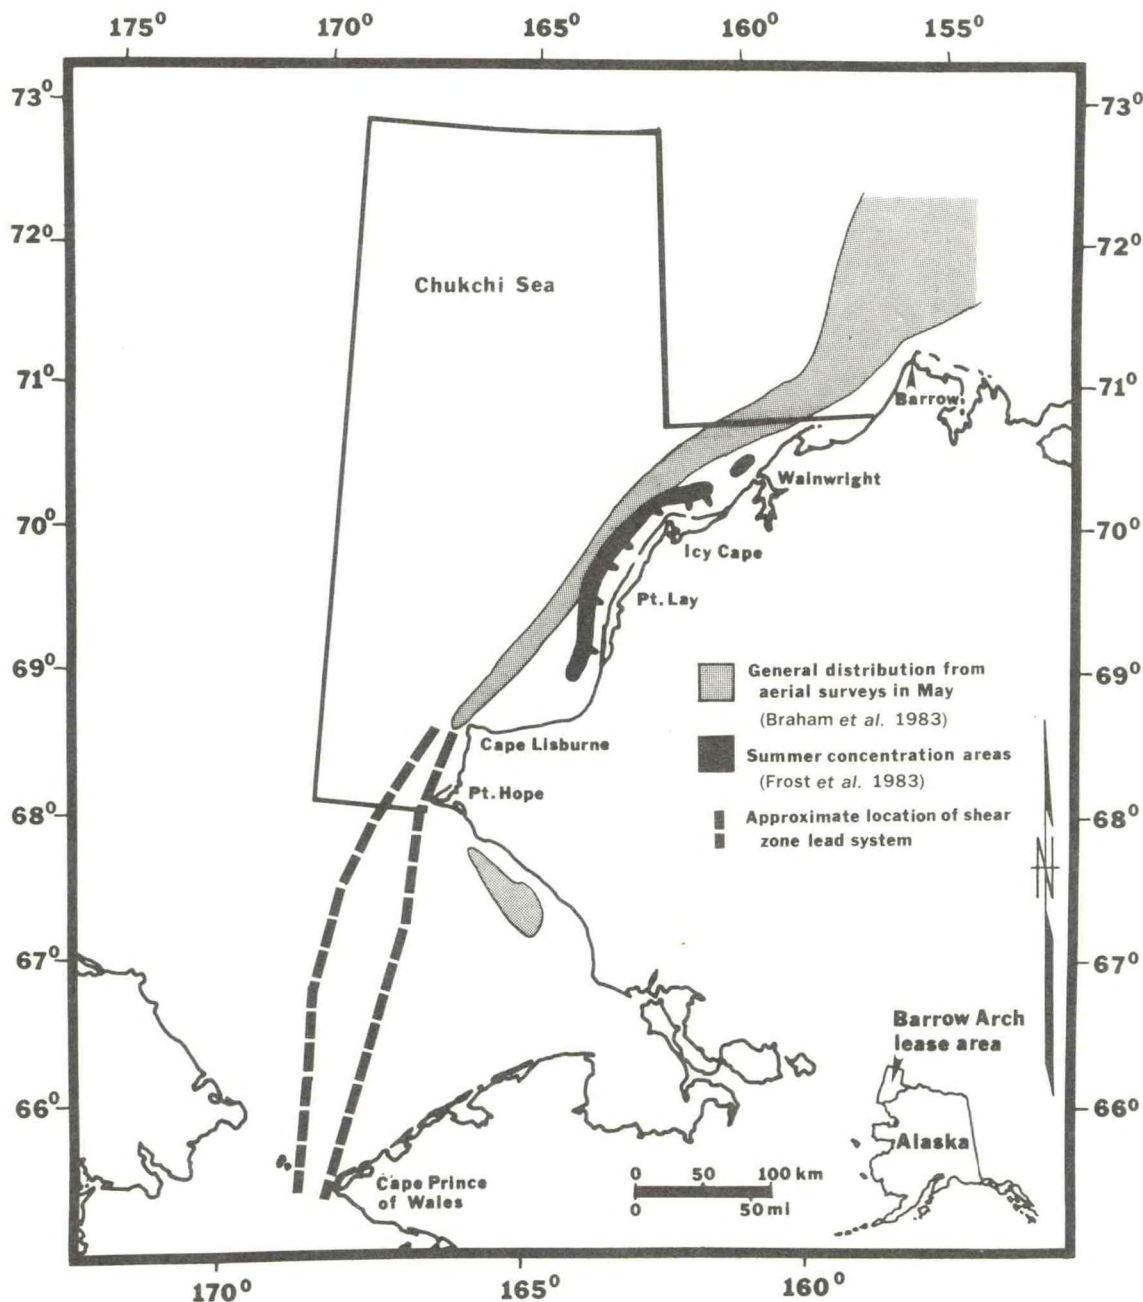 175° 170° 165° 160° 155°
73° 73°
72° 72°
Chukchi Sea
71° 71°
Barrow
Wainwright
70° 70°
Icy Cape
Pt. Lay
69° 69°
General distribution from
aerial surveys in May
(Braham et al. 1983)
Cape Lisburne
Summer concentration areas
(Frost et al. 1983)
Pt. Hope
68° 68°
Approximate location of shear
zone lead system
67° 67°
N
Barrow Arch
lease area
66° 66°
Alaska
0 50 100 km
0 50 mi
Cape Prince
of Wales
170° 165° 160°